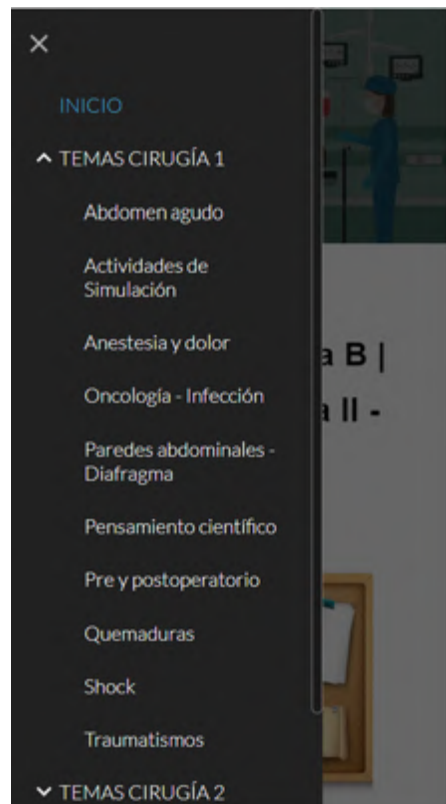 INICIO
TEMAS CIRUGÍA 1
Abdomen agudo
Actividades de
Simulación
Anestesia y dolor
Oncología - Infección
Paredes abdominales -
Diafragma
Pensamiento científico
Pre y postoperatorio
Quemaduras
Shock
Traumatismos
TEMAS CIRUGÍA 2
a B |
a II -